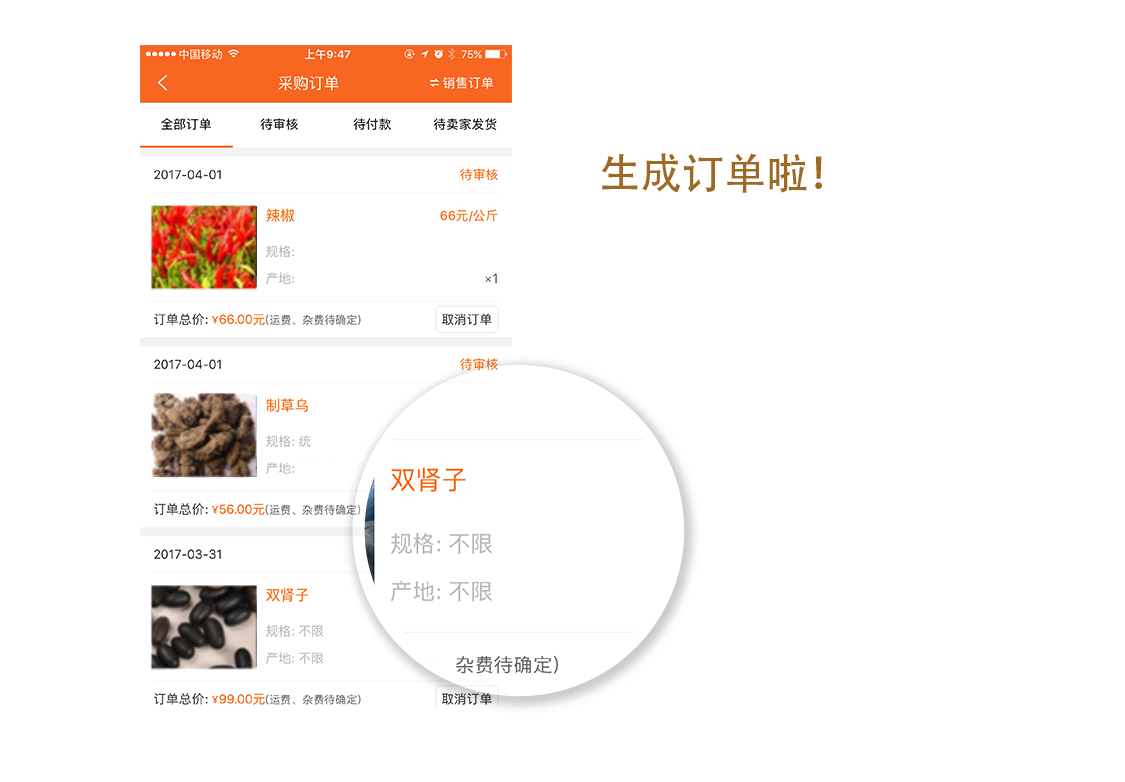 中国移动 上午9:47 75%
采购订单 销售订单
全部订单 待审核 待付款 待卖家发货
生成订单啦!
2017-04-01 待审核
辣椒 66元/公斤
规格:
产地: ×1
订单总价: ¥66.00元(运费、杂费待确定) 取消订单
2017-04-01 待审核
制草乌
规格: 统
产地:
订单总价: ¥56.00元(运费、杂费待确定)
2017-03-31
双肾子
规格: 不限
产地: 不限
订单总价: ¥99.00元(运费、杂费待确定) 取消订单
双肾子
规格: 不限
产地: 不限
杂费待确定)